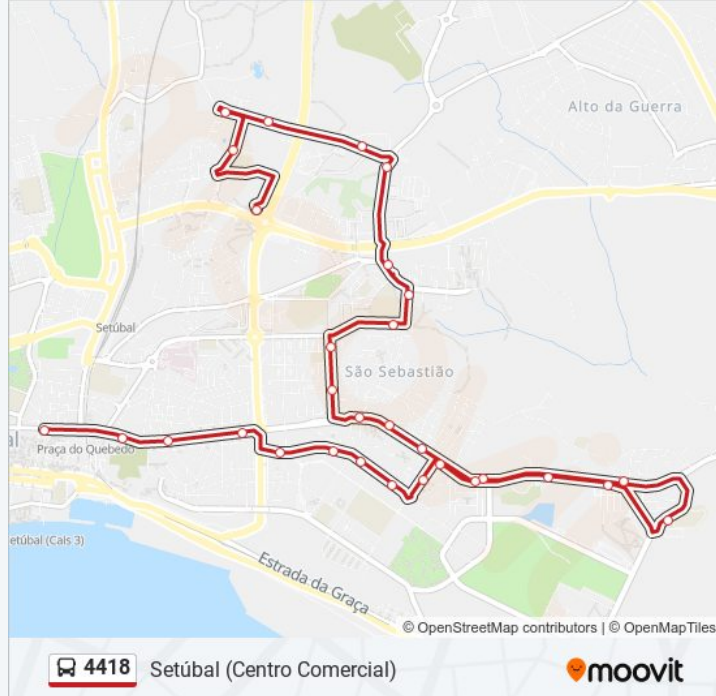 Alto da Guerra
Setúbal
São Sebastião
al
Praça do Quebedo
etúbal (Cais 3)
Estrada da Graça
© OpenStreetMap contributors | © OpenMapTiles
4418 Setúbal (Centro Comercial) moovit